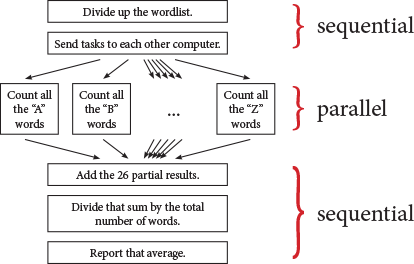 Divide up the wordlist.
sequential
Send tasks to each other computer.
Count all
the “A”
words
Count all
the “B”
words
...
Count all
the “Z”
words
parallel
Add the 26 partial results.
Divide that sum by the total
number of words.
sequential
Report that average.